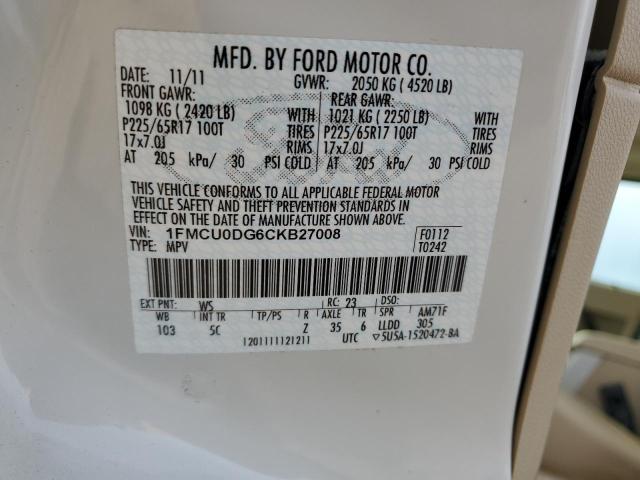 MFD. BY FORD MOTOR CO.
DATE: 11/11 GVWR: 2050 KG ( 4520 LB)
FRONT GAWR: REAR GAWR:
1098 KG ( 2420 LB) WITH 1021 KG ( 2250 LB) WITH
P225/65R17 100T TIRES P225/65R17 100T TIRES
17x7.0J RIMS 17x7.0J RIMS
AT 205 kPa/ 30 PSI COLD AT 205 kPa/ 30 PSI COLD
Ford
THIS VEHICLE CONFORMS TO ALL APPLICABLE FEDERAL MOTOR
VEHICLE SAFETY AND THEFT PREVENTION STANDARDS IN
EFFECT ON THE DATE OF MANUFACTURE SHOWN ABOVE.
VIN: 1FMCU0DG6CKB27008 F0112
TYPE: MPV T0242
EXT PNT: WS RC: 23 DSO:
WB INT TR TP/PS R AXLE TR SPR AM71F
103 5C Z 35 6 LLDD 305
1201111121211 UTC 5U5A-1520472-BA